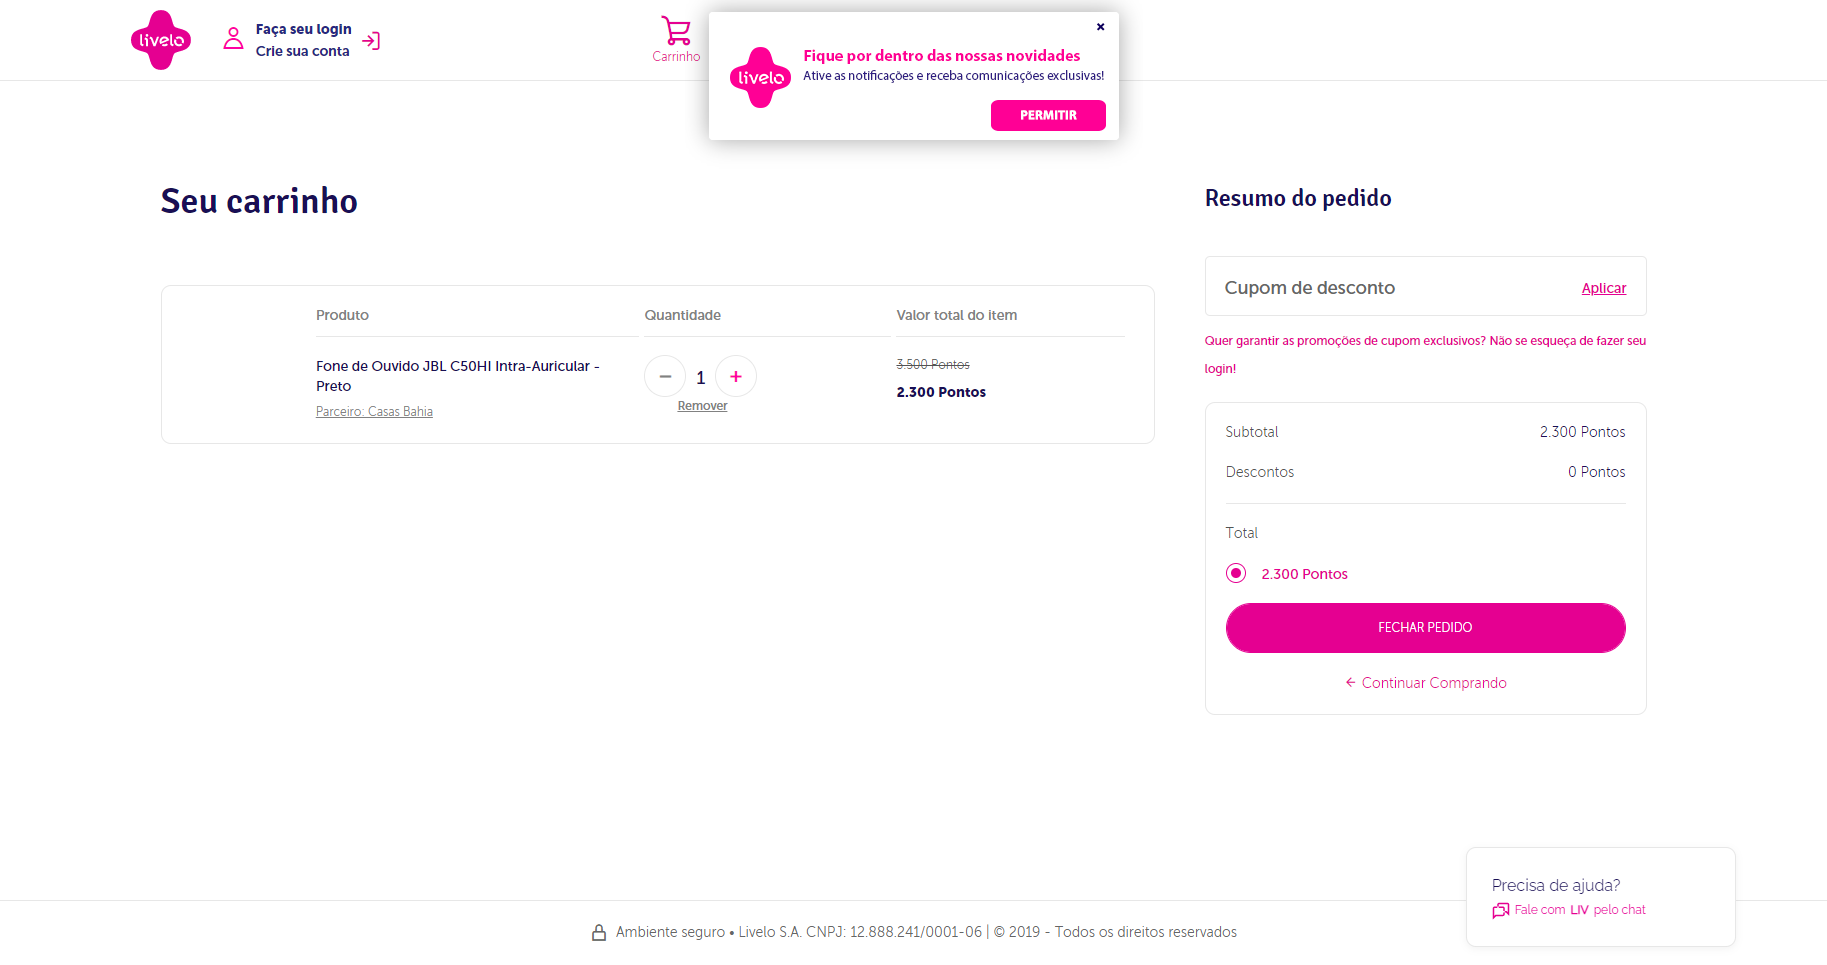 livelo
Faça seu login
Crie sua conta
Carrinho
×
livelo
Fique por dentro das nossas novidades
Ative as notificações e receba comunicações exclusivas!
PERMITIR
Seu carrinho
Produto
Quantidade
Valor total do item
Fone de Ouvido JBL C50HI Intra-Auricular -
Preto
Parceiro: Casas Bahia
− 1 +
Remover
3.500 Pontos
2.300 Pontos
Resumo do pedido
Cupom de desconto
Aplicar
Quer garantir as promoções de cupom exclusivos? Não se esqueça de fazer seu
login!
Subtotal 2.300 Pontos
Descontos 0 Pontos
Total
2.300 Pontos
FECHAR PEDIDO
← Continuar Comprando
Precisa de ajuda?
Fale com LIV pelo chat
Ambiente seguro • Livelo S.A. CNPJ: 12.888.241/0001-06 | © 2019 - Todos os direitos reservados